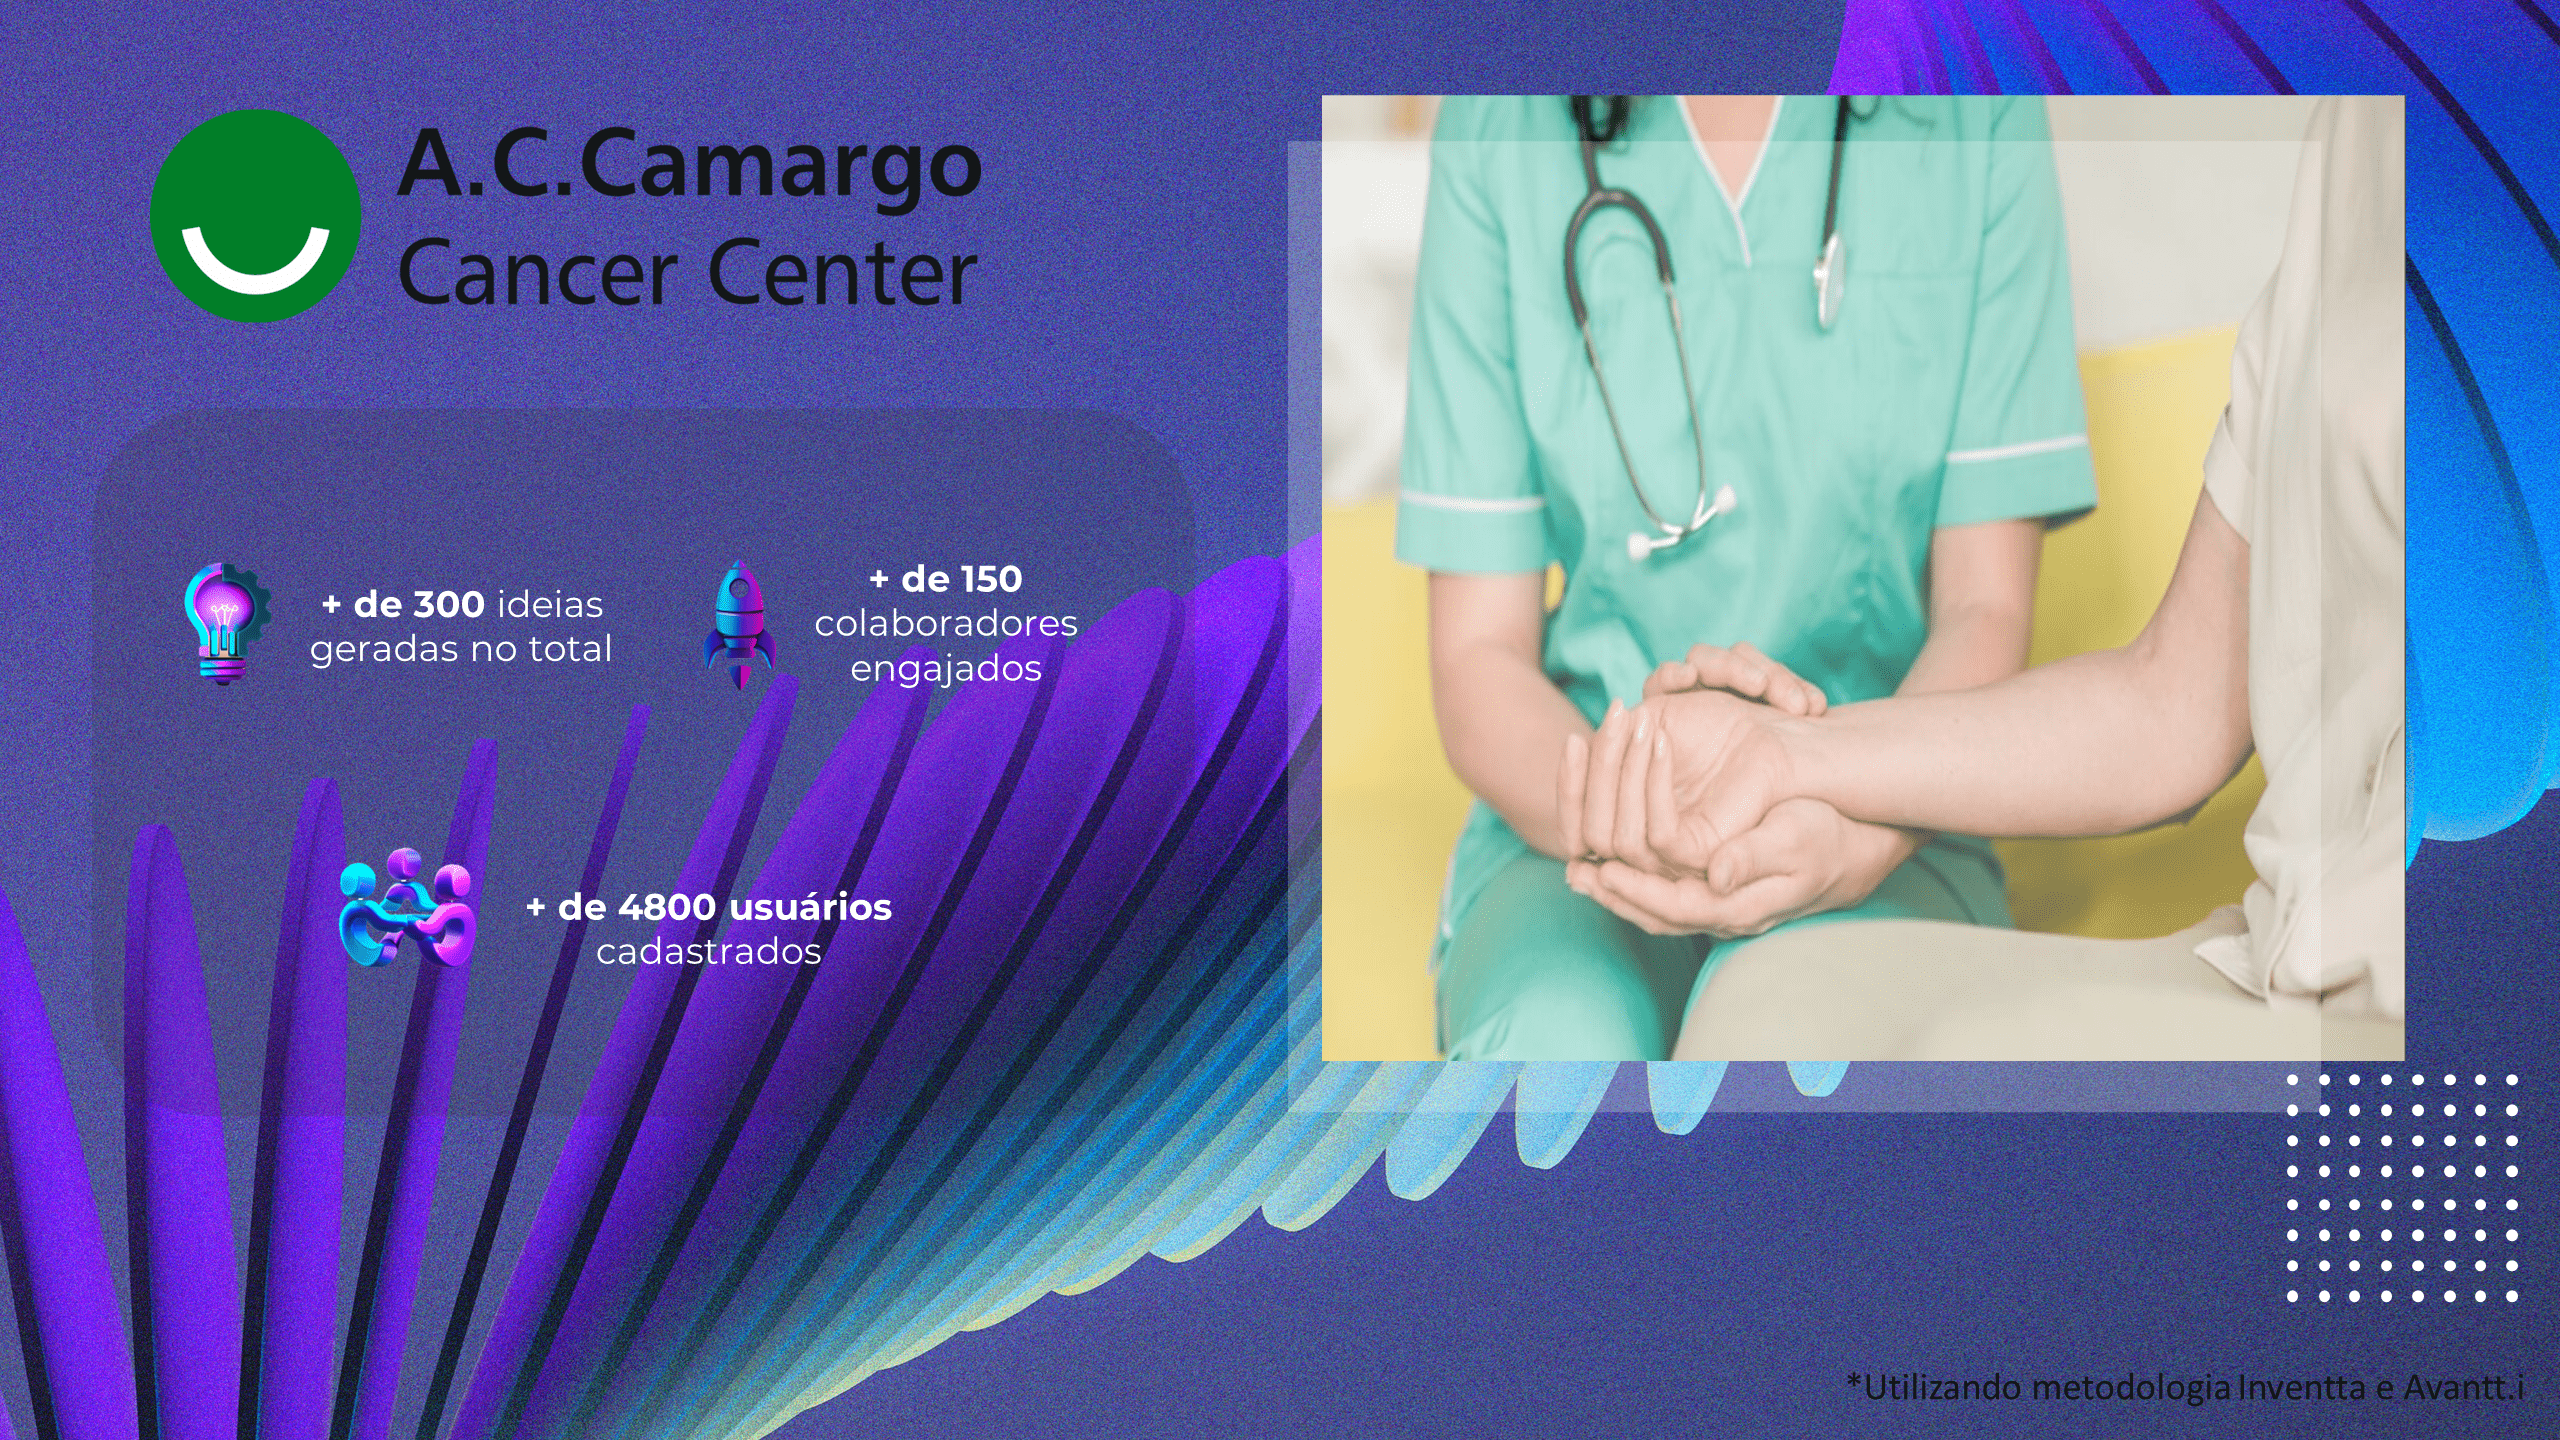 A.C.Camargo
Cancer Center
+ de 300 ideias
geradas no total
+ de 150
colaboradores
engajados
+ de 4800 usuários
cadastrados
*Utilizando metodologia Inventta e Avantt.i